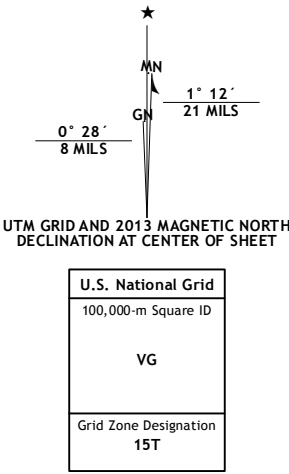 ★
MN
1° 12´
21 MILS
GN
0° 28´
8 MILS
UTM GRID AND 2013 MAGNETIC NORTH
DECLINATION AT CENTER OF SHEET
U.S. National Grid
100,000-m Square ID
VG
Grid Zone Designation
15T